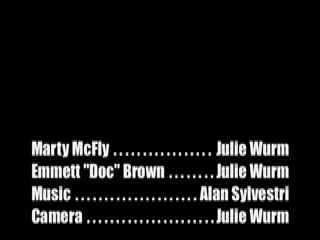 Marty McFly ................. Julie Wurm
Emmett "Doc" Brown ........ Julie Wurm
Music ..................... Alan Sylvestri
Camera ...................... Julie Wurm